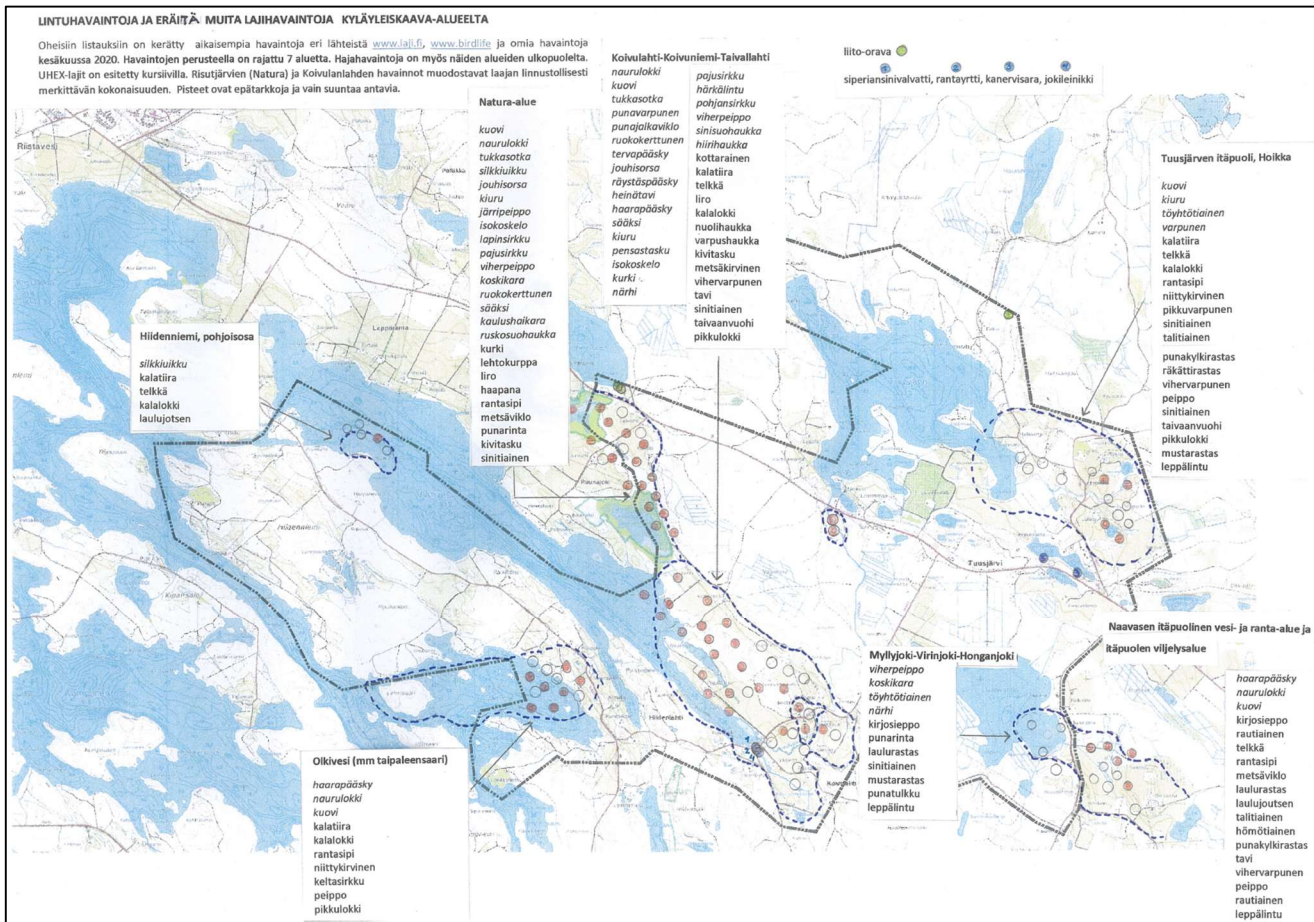 LINTUHAVAINTOJA JA ERÄITÄ MUITA LAJIHAVAINTOJA KYLÄYLEISKAAVA-ALUEELTA
Oheisiin listauksiin on kerätty aikaisempia havaintoja eri lähteistä www.laji.fi, www.birdlife ja omia havaintoja
kesäkuussa 2020. Havaintojen perusteella on rajattu 7 aluetta. Hajahavaintoja on myös näiden alueiden ulkopuolelta.
UHEX-lajit on esitetty kursiivilla. Risutjärvien (Natura) ja Koivulanlahden havainnot muodostavat laajan linnustollisesti
merkittävän kokonaisuuden. Pisteet ovat epätarkkoja ja vain suuntaa antavia.
liito-orava
siperiansinivalvatti, rantayrtti, kanervisara, jokileinikki
Natura-alue
kuovi
naurulokki
tukkasotka
silkkiuikku
jouhisorsa
kiuru
järripeippo
isokoskelo
lapinsirkku
pajusirkku
viherpeippo
koskikara
ruokokerttunen
sääksi
kaulushaikara
ruskosuohaukka
kurki
lehtokurppa
liro
haapana
rantasipi
metsäviklo
punarinta
kivitasku
sinitiainen
Koivulahti-Koivuniemi-Taivallahti
naurulokki
kuovi
tukkasotka
punavarpunen
punajalkaviklo
ruokokerttunen
tervapääsky
jouhisorsa
räystäspääsky
heinätavi
haarapääsky
sääksi
kiuru
pensastasku
isokoskelo
kurki
närhi
pajusirkku
härkälintu
pohjansirkku
viherpeippo
sinisuohaukka
hiirihaukka
kottarainen
kalatiira
telkkä
liro
kalalokki
nuolihaukka
varpushaukka
kivitasku
metsäkirvinen
vihervarpunen
tavi
sinitiainen
taivaanvuohi
pikkulokki
Tuusjärven itäpuoli, Hoikka
kuovi
kiuru
töyhtötiainen
varpunen
kalatiira
telkkä
kalalokki
rantasipi
niittykirvinen
pikkuvarpunen
sinitiainen
talitiainen
punakylkirastas
räkättirastas
vihervarpunen
peippo
sinitiainen
taivaanvuohi
pikkulokki
mustarastas
leppälintu
Hiidenniemi, pohjoisosa
silkkiuikku
kalatiira
telkkä
kalalokki
laulujotsen
Riistavesi
Leppäranta
Hiidenniemi
Tuusjärvi
Hiidenlahti
Olkivesi (mm taipaleensaari)
haarapääsky
naurulokki
kuovi
kalatiira
kalalokki
rantasipi
niittykirvinen
keltasirkku
peippo
pikkulokki
Myllyjoki-Virinjoki-Honganjoki
viherpeippo
koskikara
töyhtötiainen
närhi
kirjosieppo
punarinta
laulurastas
sinitiainen
mustarastas
punatulkku
leppälintu
Naavasen itäpuolinen vesi- ja ranta-alue ja
itäpuolen viljelysalue
haarapääsky
naurulokki
kuovi
kirjosieppo
rautiainen
telkkä
rantasipi
metsäviklo
laulurastas
laulujoutsen
talitiainen
hömötiainen
punakylkirastas
tavi
vihervarpunen
peippo
rautiainen
leppälintu